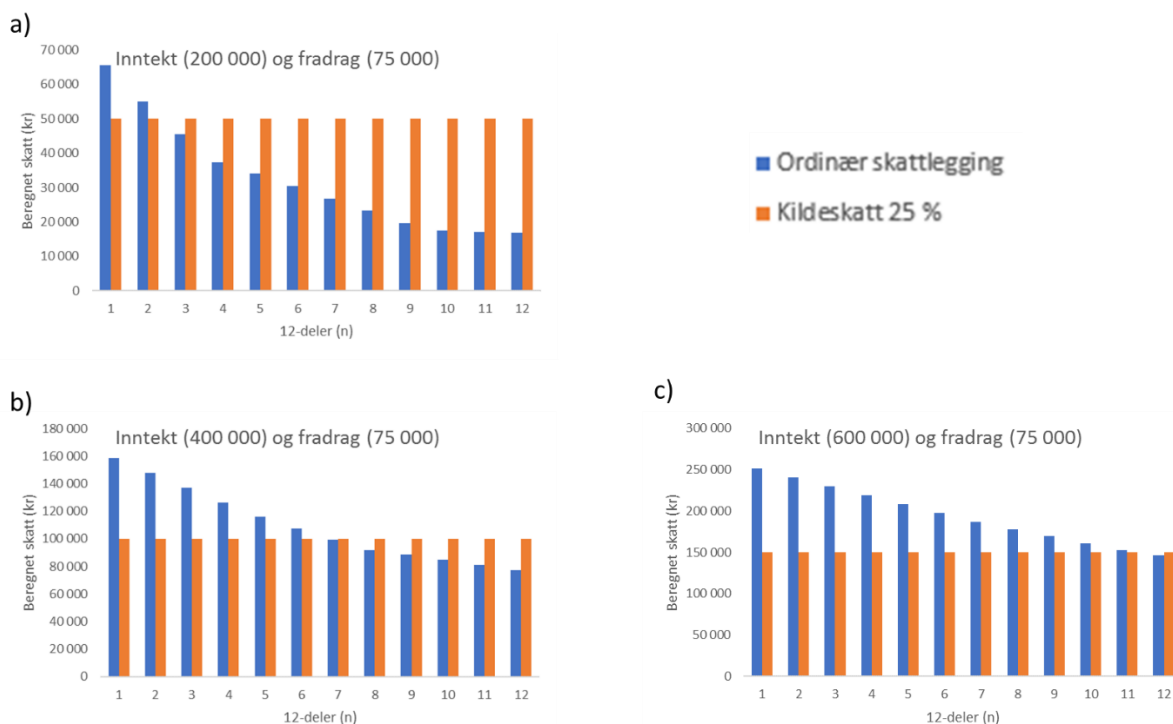 a)
Inntekt (200 000) og fradrag (75 000)
70 000
60 000
50 000
40 000
30 000
20 000
10 000
0
Beregnet skatt (kr)
1 2 3 4 5 6 7 8 9 10 11 12
12-deler (n)
Ordinær skattlegging
Kildeskatt 25 %
b)
Inntekt (400 000) og fradrag (75 000)
180 000
160 000
140 000
120 000
100 000
80 000
60 000
40 000
20 000
0
Beregnet skatt (kr)
1 2 3 4 5 6 7 8 9 10 11 12
12-deler (n)
c)
Inntekt (600 000) og fradrag (75 000)
300 000
250 000
200 000
150 000
100 000
50 000
0
Beregnet skatt (kr)
1 2 3 4 5 6 7 8 9 10 11 12
12-deler (n)